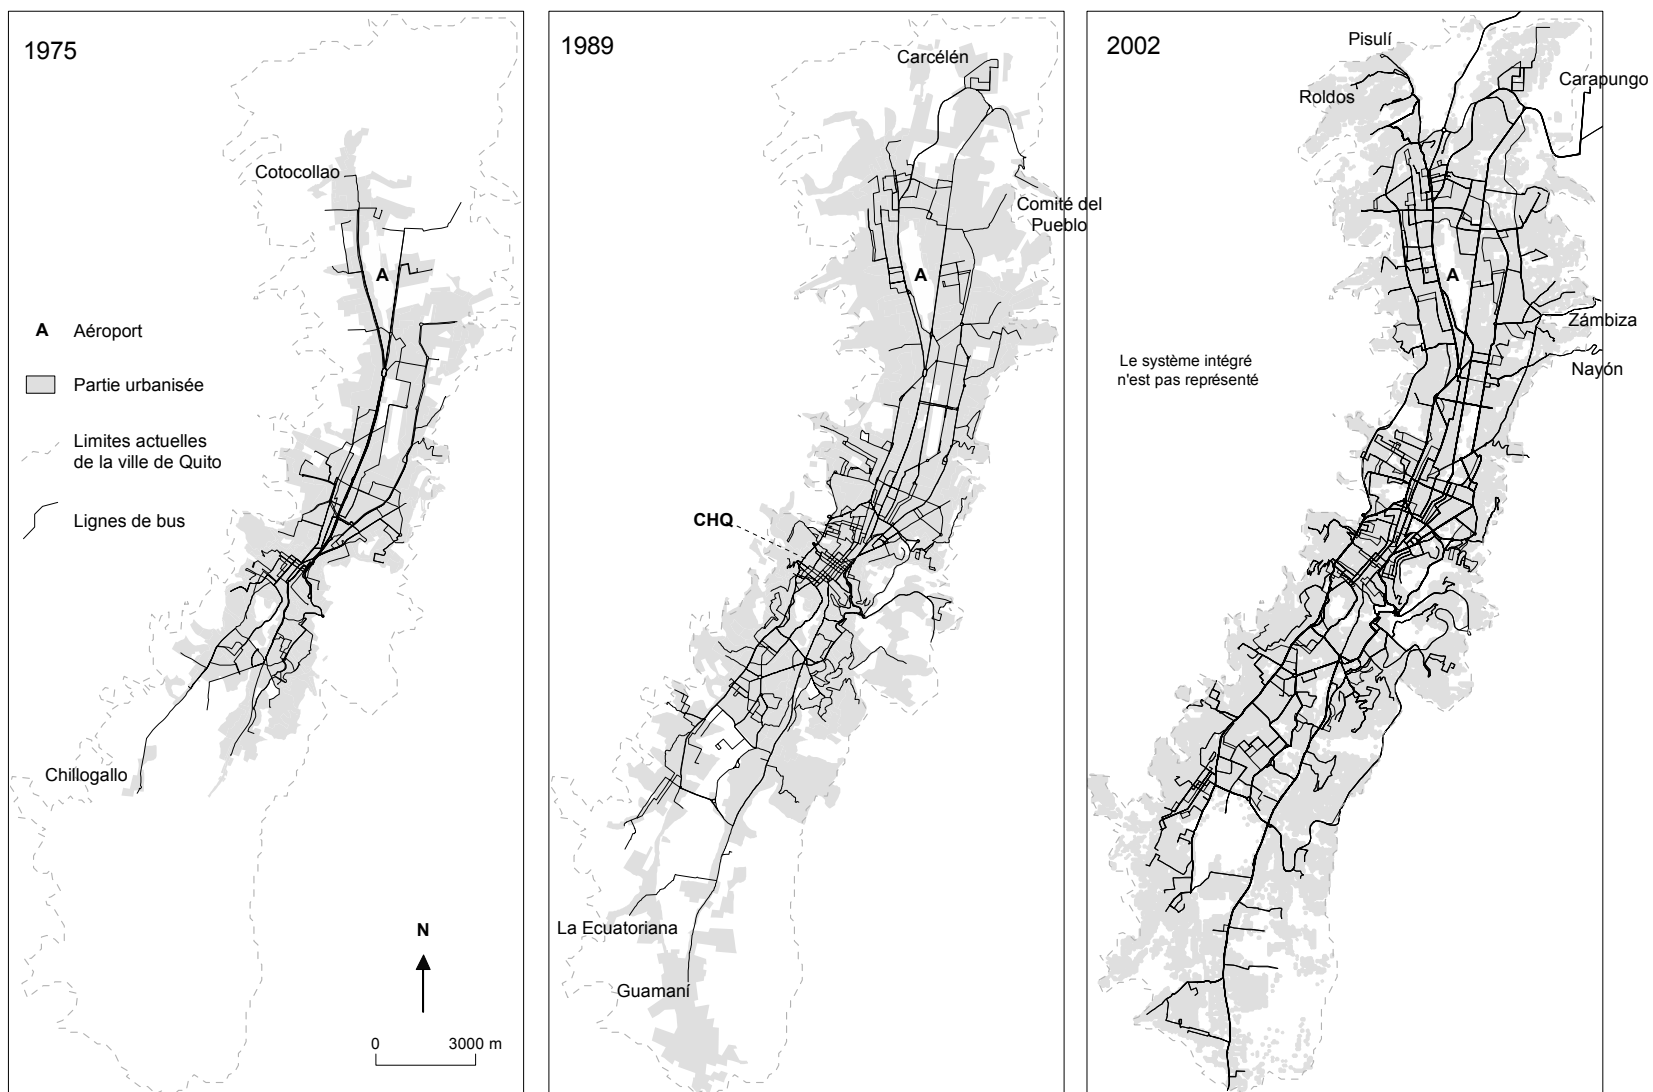 1975
Cotocollao
A
A Aéroport
Partie urbanisée
Limites actuelles
de la ville de Quito
Lignes de bus
Chillogallo
N
0 3000 m
1989
Carcélén
Comité del
Pueblo
A
CHQ
La Ecuatoriana
Guamaní
2002
Pisulí
Carapungo
Roldos
A
Zámbiza
Le système intégré
n'est pas représenté
Nayón